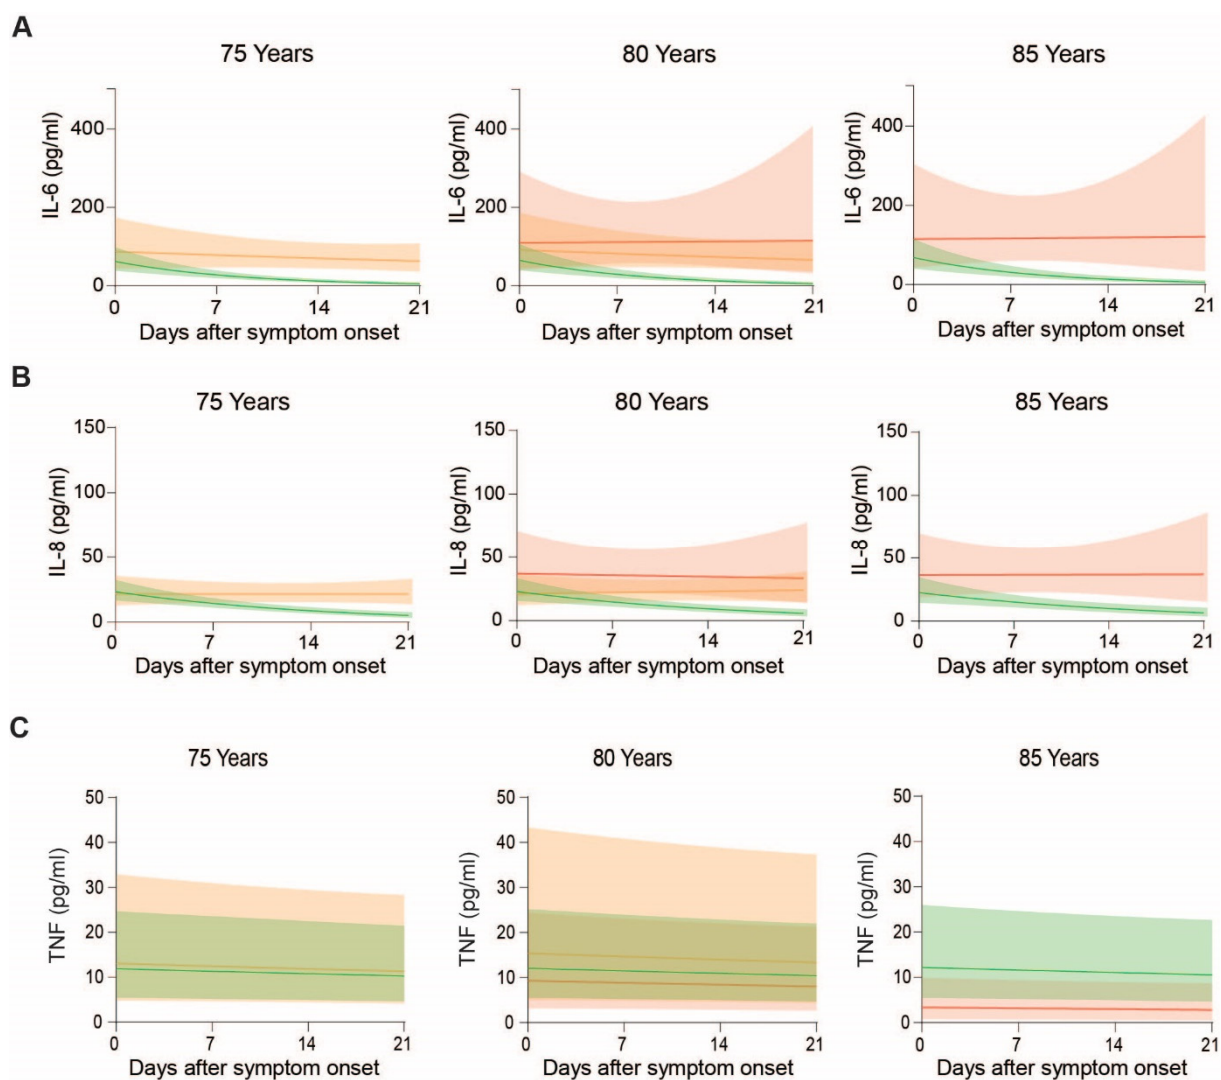 A
75 Years
80 Years
85 Years
IL-6 (pg/ml)
400
200
0
0 7 14 21
Days after symptom onset
IL-6 (pg/ml)
400
200
0
0 7 14 21
Days after symptom onset
IL-6 (pg/ml)
400
200
0
0 7 14 21
Days after symptom onset
B
75 Years
80 Years
85 Years
IL-8 (pg/ml)
150
100
50
0
0 7 14 21
Days after symptom onset
IL-8 (pg/ml)
150
100
50
0
0 7 14 21
Days after symptom onset
IL-8 (pg/ml)
150
100
50
0
0 7 14 21
Days after symptom onset
C
75 Years
80 Years
85 Years
TNF (pg/ml)
50
40
30
20
10
0
0 7 14 21
Days after symptom onset
TNF (pg/ml)
50
40
30
20
10
0
0 7 14 21
Days after symptom onset
TNF (pg/ml)
50
40
30
20
10
0
0 7 14 21
Days after symptom onset